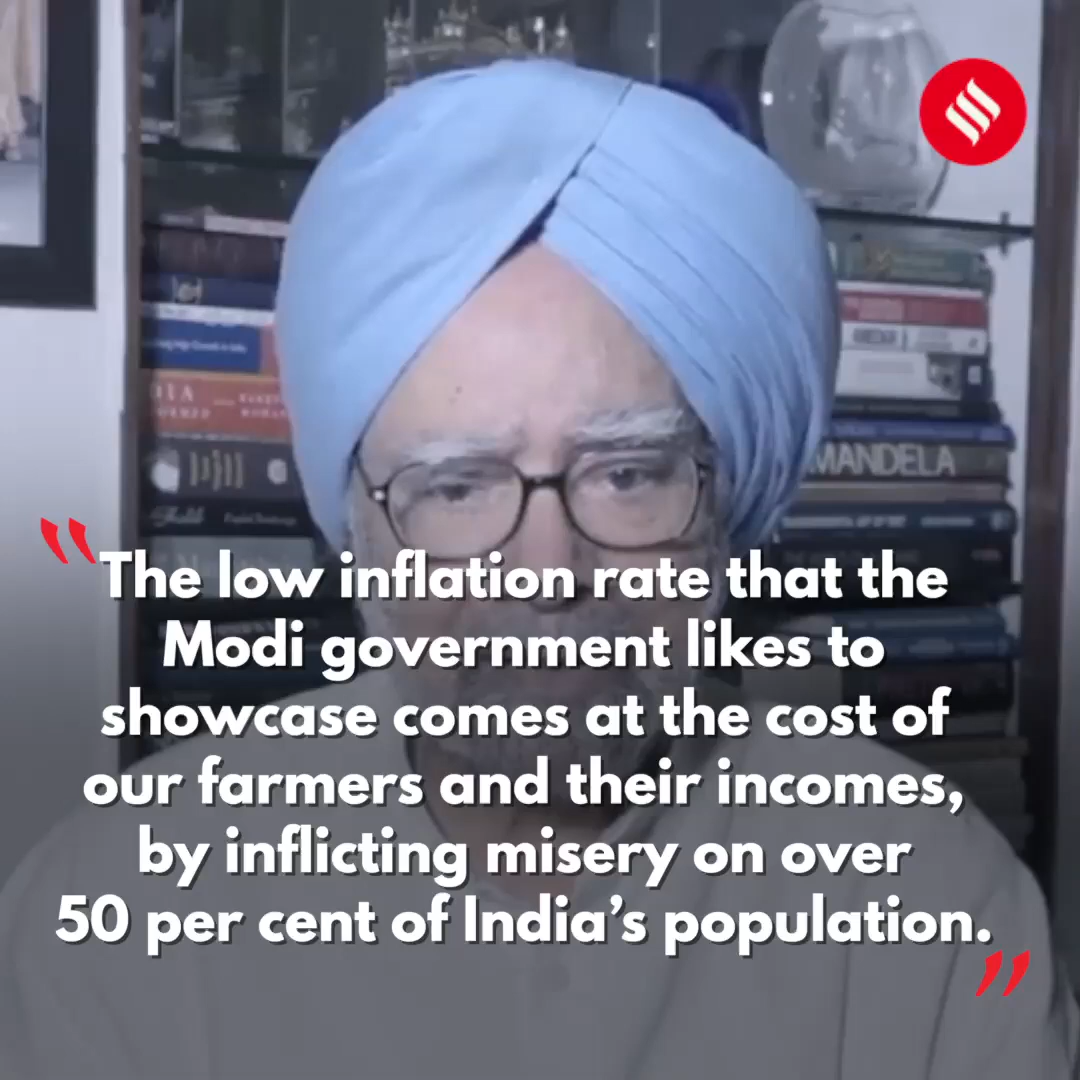 MANDELA
“The low inflation rate that the
Modi government likes to
showcase comes at the cost of
our farmers and their incomes,
by inflicting misery on over
50 per cent of India’s population.”